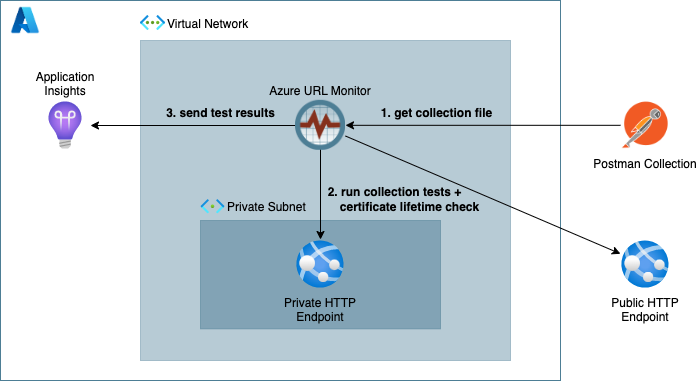 Virtual Network
Application
Insights
Azure URL Monitor
3. send test results
1. get collection file
Postman Collection
2. run collection tests +
certificate lifetime check
Private Subnet
Private HTTP
Endpoint
Public HTTP
Endpoint